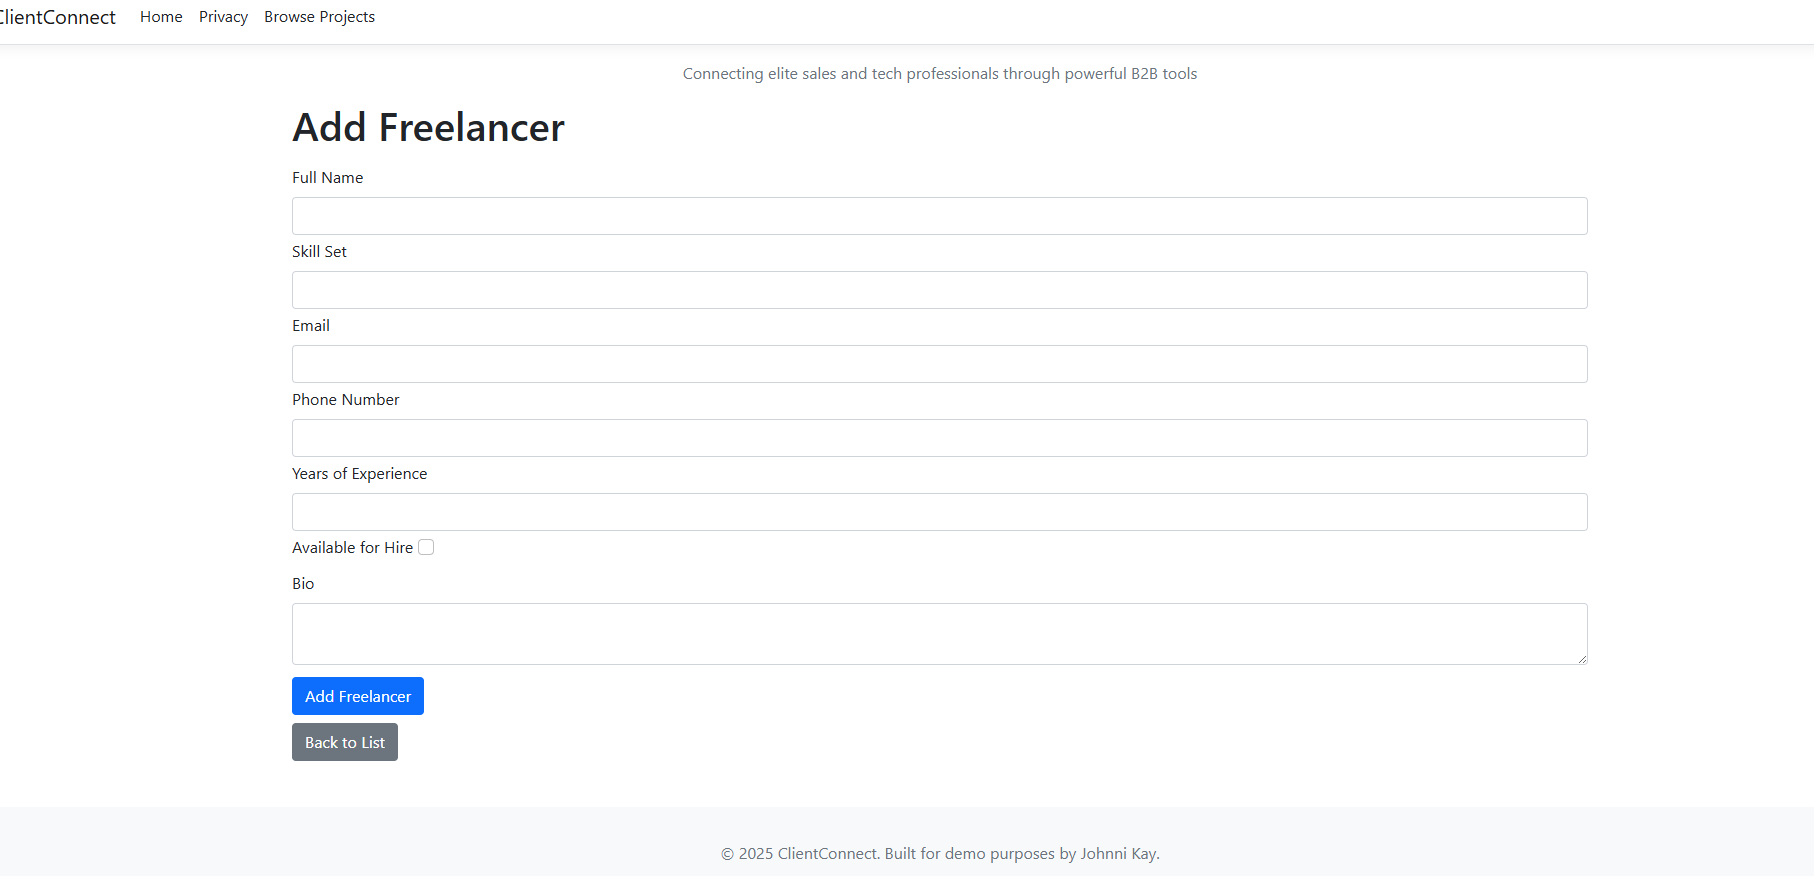 ClientConnect Home Privacy Browse Projects
Connecting elite sales and tech professionals through powerful B2B tools
Add Freelancer
Full Name
Skill Set
Email
Phone Number
Years of Experience
Available for Hire
Bio
Add Freelancer
Back to List
© 2025 ClientConnect. Built for demo purposes by Johnni Kay.